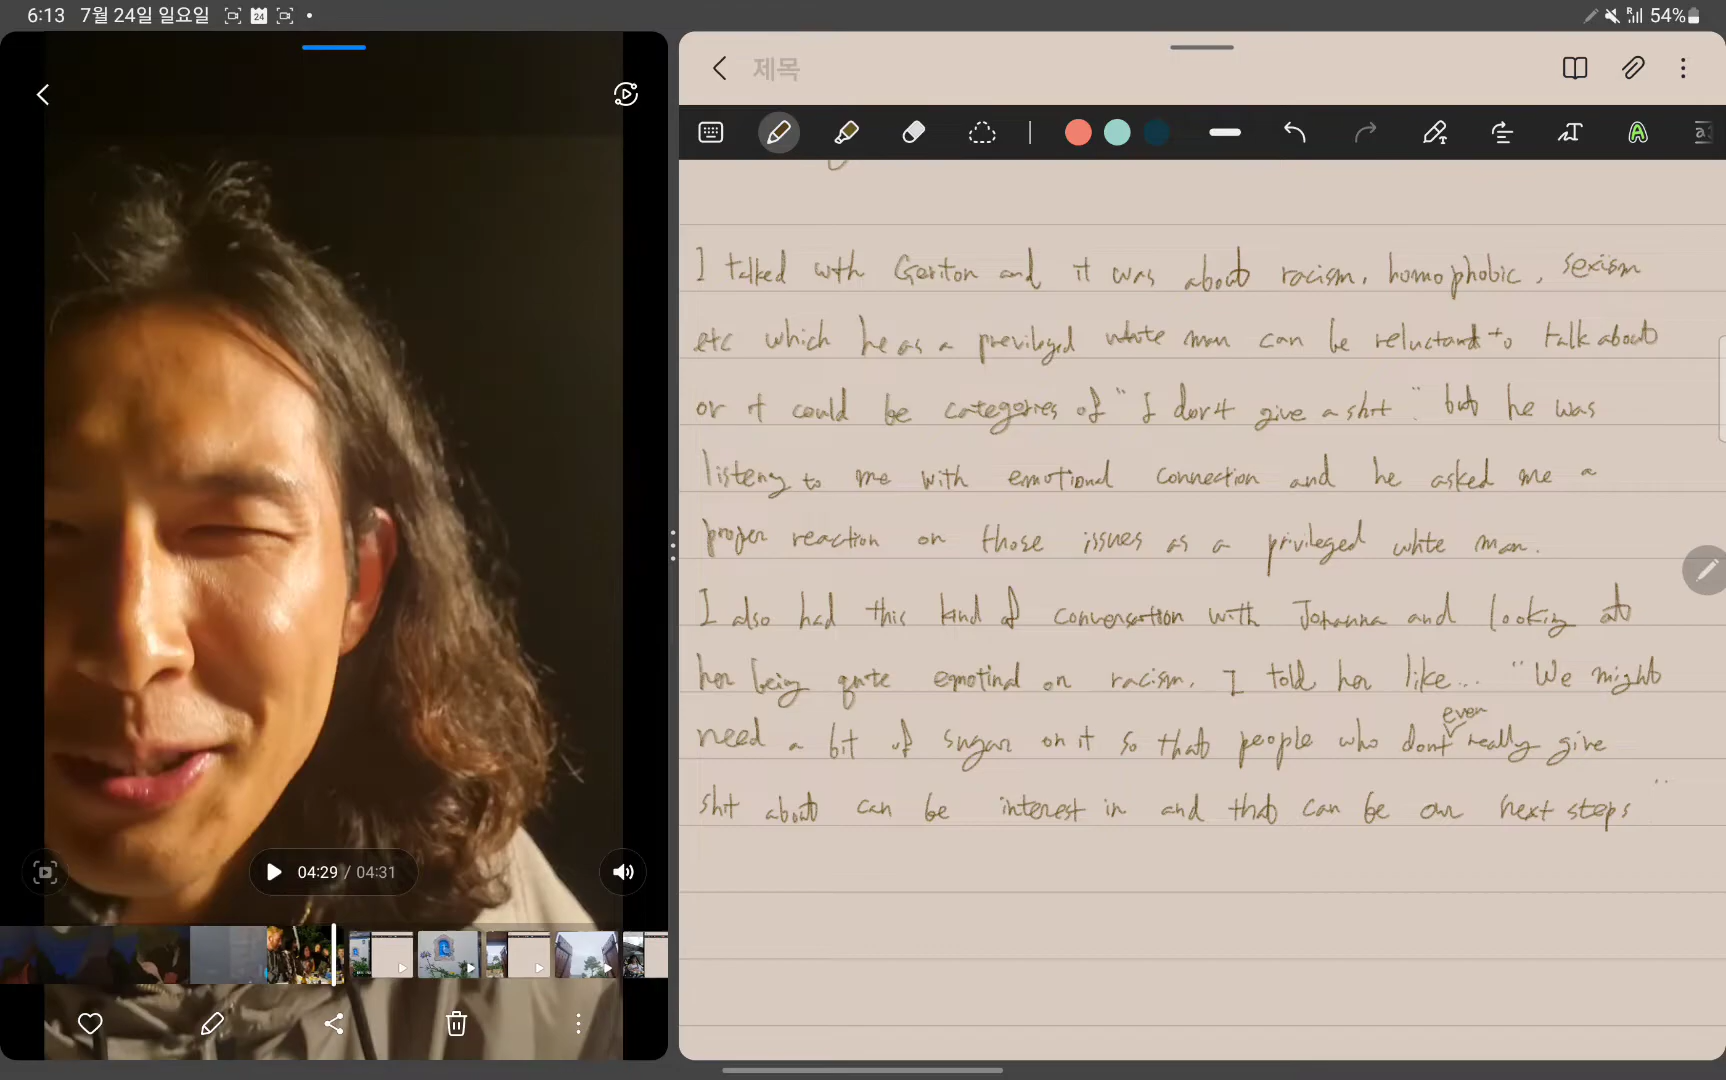 6:13 7월 24일 일요일 24
R 54%
제목
I talked wth Geriton and it was about racism, homophobic, sexism
etc which he as a previleged white man can be reluctant to talk about
or it could be categories of "I don't give a shit" but he was
listeng to me with emotional connection and he asked me a
proper reaction on those issues as a privileged white man.
I also had this kind of conversation with Johanna and looking at
her being quite emotinal on racism, I told her like... "We might
even
need a bit of sugar on it so that people who dont really give
shit about can be interest in and that can be our next steps"
04:29 / 04:31